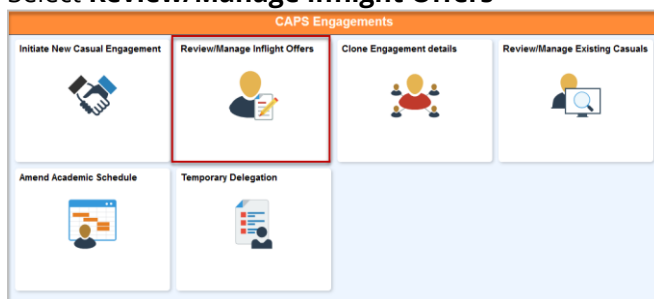 Select Review/Manage Inflight Offers
CAPS Engagements
Initiate New Casual Engagement
Review/Manage Inflight Offers
Clone Engagement details
Review/Manage Existing Casuals
Amend Academic Schedule
Temporary Delegation